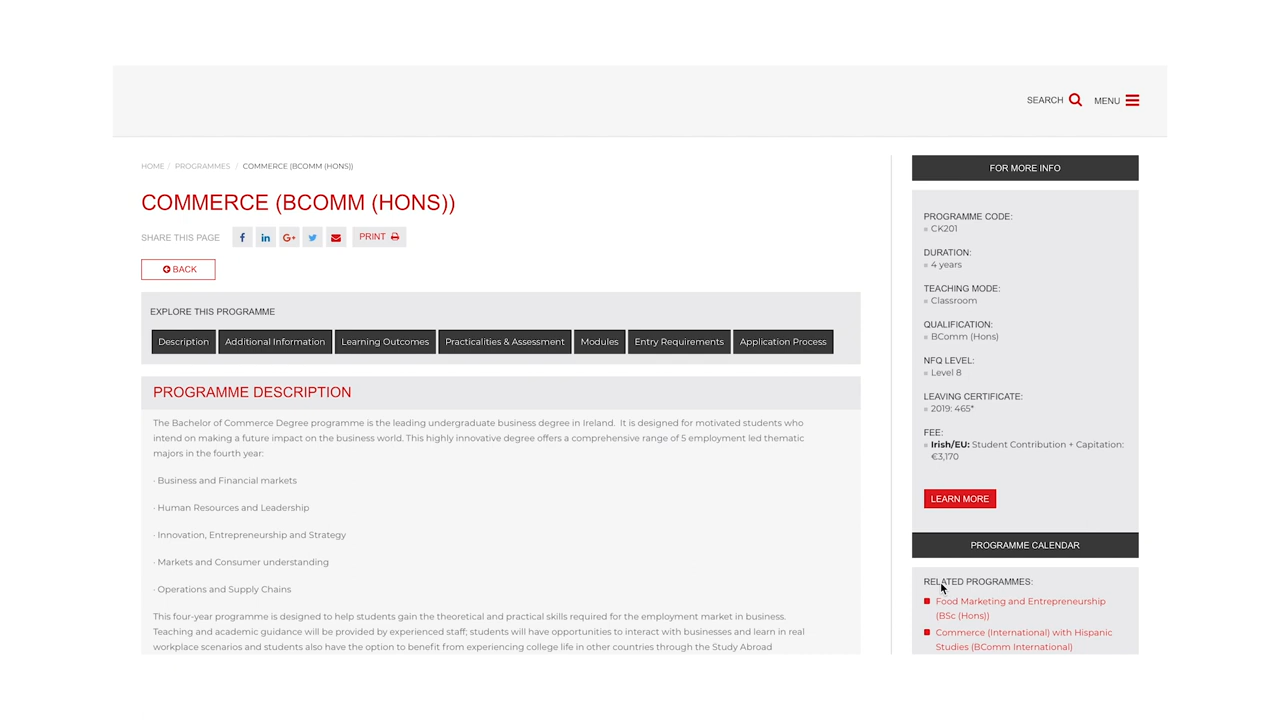 SEARCH MENU
HOME / PROGRAMMES / COMMERCE (BCOMM (HONS))
COMMERCE (BCOMM (HONS))
SHARE THIS PAGE f in G+ PRINT
BACK
EXPLORE THIS PROGRAMME
Description Additional Information Learning Outcomes Practicalities & Assessment Modules Entry Requirements Application Process
PROGRAMME DESCRIPTION
The Bachelor of Commerce Degree programme is the leading undergraduate business degree in Ireland. It is designed for motivated students who
intend on making a future impact on the business world. This highly innovative degree offers a comprehensive range of 5 employment led thematic
majors in the fourth year:
· Business and Financial markets
· Human Resources and Leadership
· Innovation, Entrepreneurship and Strategy
· Markets and Consumer understanding
· Operations and Supply Chains
This four-year programme is designed to help students gain the theoretical and practical skills required for the employment market in business.
Teaching and academic guidance will be provided by experienced staff; students will have opportunities to interact with businesses and learn in real
workplace scenarios and students also have the option to benefit from experiencing college life in other countries through the Study Abroad
FOR MORE INFO
PROGRAMME CODE:
CK201
DURATION:
4 years
TEACHING MODE:
Classroom
QUALIFICATION:
BComm (Hons)
NFQ LEVEL:
Level 8
LEAVING CERTIFICATE:
2019: 465*
FEE:
Irish/EU: Student Contribution + Capitation:
€3,170
LEARN MORE
PROGRAMME CALENDAR
RELATED PROGRAMMES:
Food Marketing and Entrepreneurship
(BSc (Hons))
Commerce (International) with Hispanic
Studies (BComm International)